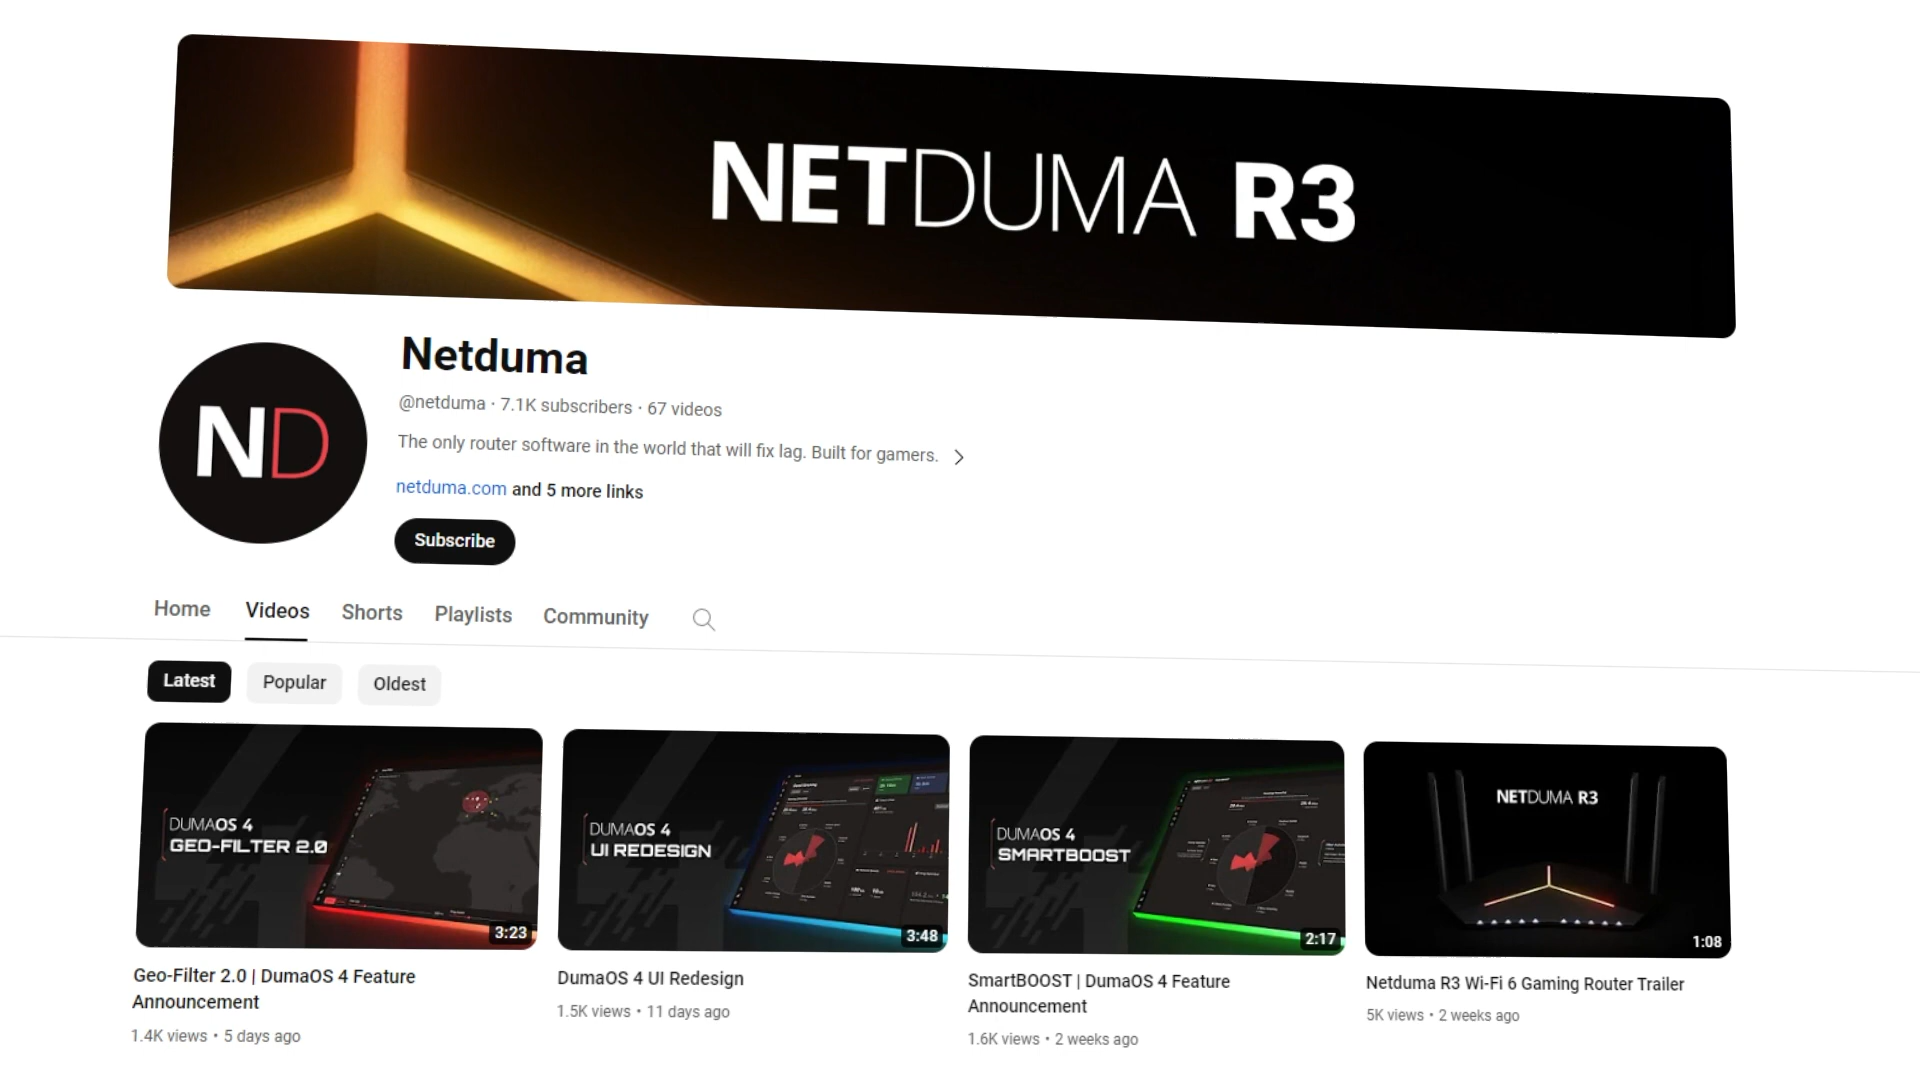 NETDUMA R3
Netduma
@netduma · 7.1K subscribers · 67 videos
The only router software in the world that will fix lag. Built for gamers.
netduma.com and 5 more links
ND
Subscribe
Home Videos Shorts Playlists Community
Latest Popular Oldest
DUMAOS 4
GEO-FILTER 2.0
3:23
DUMAOS 4
UI REDESIGN
3:48
DUMAOS 4
SMARTBOOST
2:17
NETDUMA R3
1:08
Geo-Filter 2.0 | DumaOS 4 Feature
Announcement
1.4K views • 5 days ago
DumaOS 4 UI Redesign
1.5K views • 11 days ago
SmartBOOST | DumaOS 4 Feature
Announcement
1.6K views • 2 weeks ago
Netduma R3 Wi-Fi 6 Gaming Router Trailer
5K views • 2 weeks ago